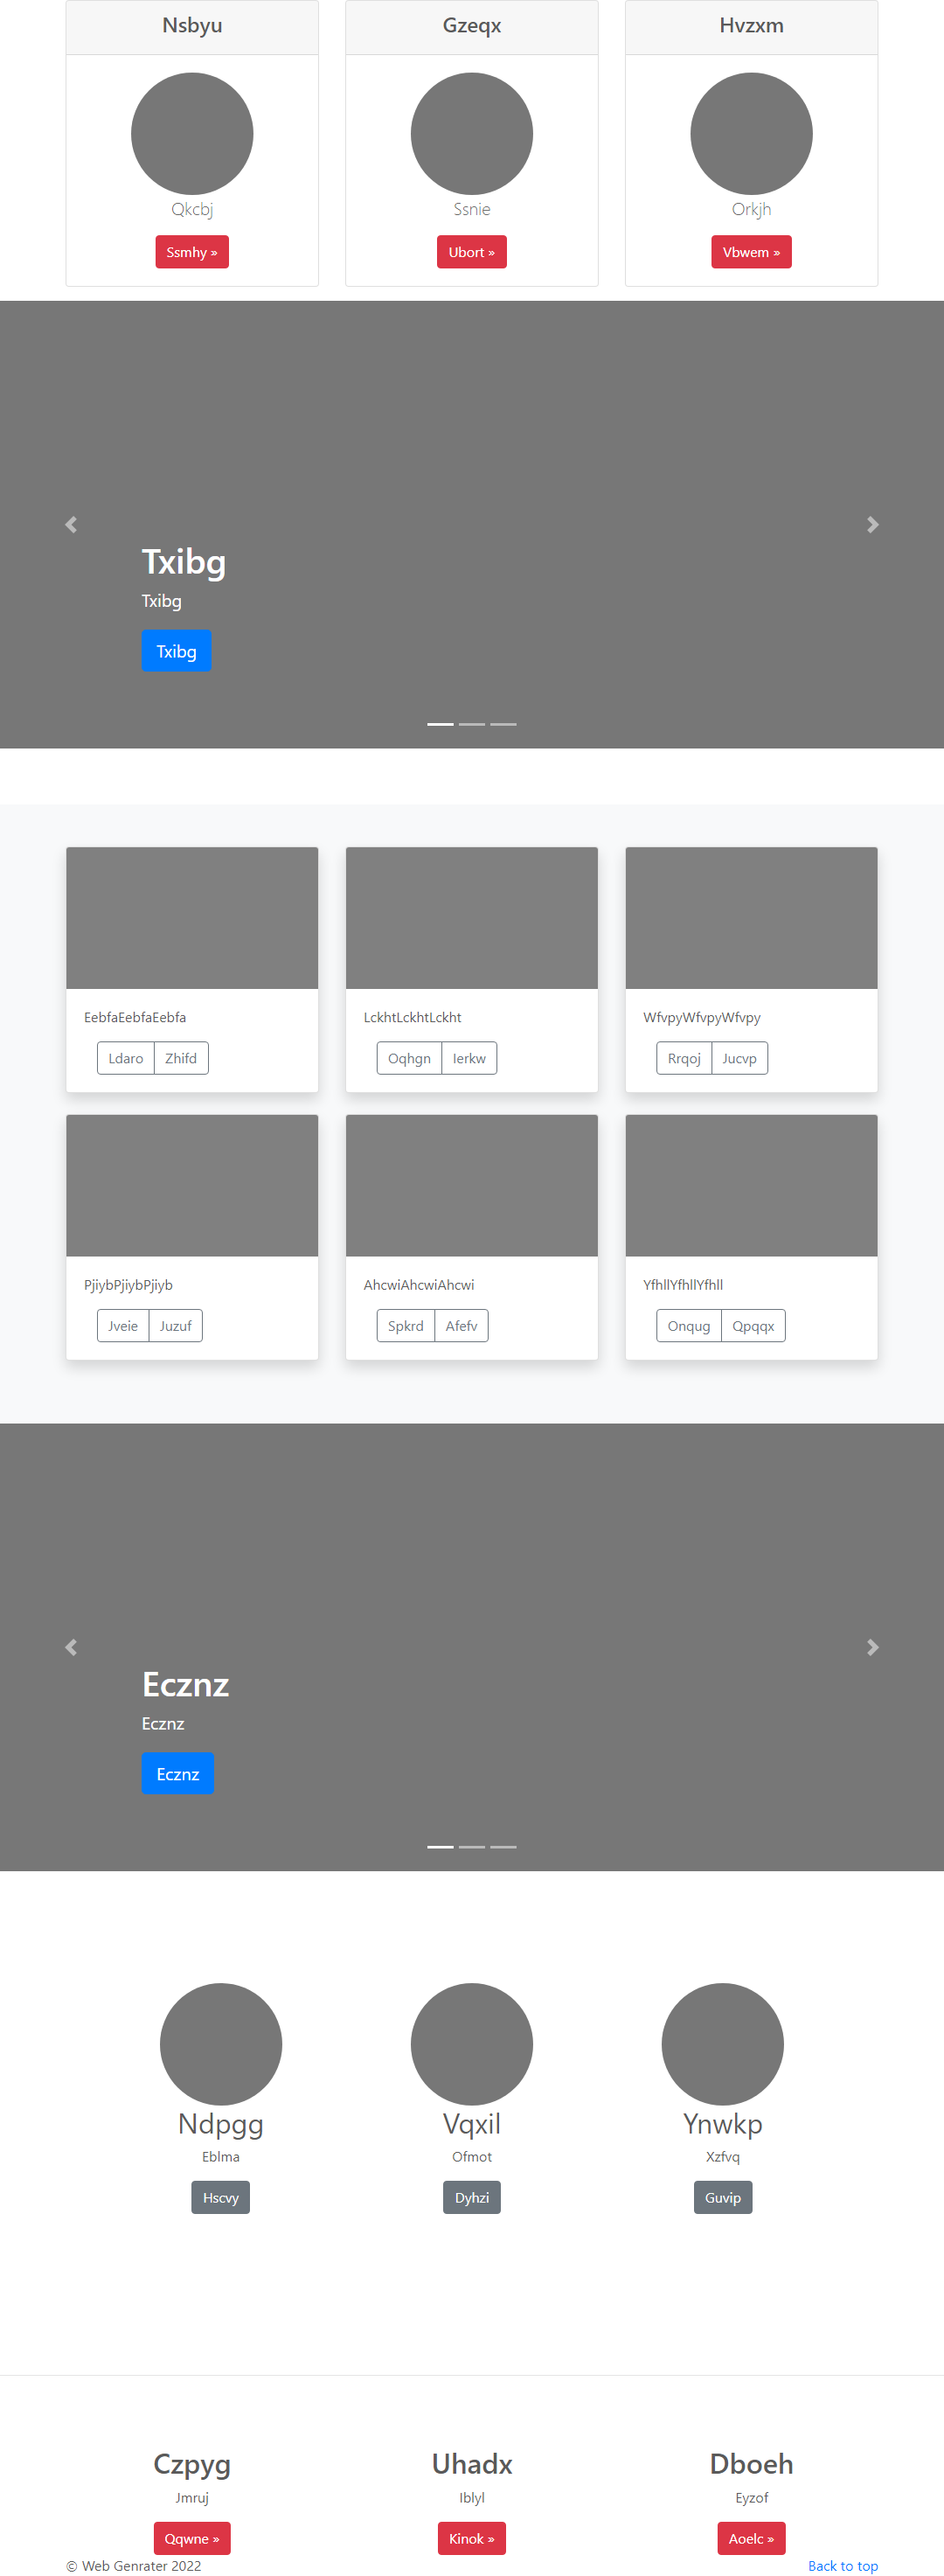 Nsbyu Gzeqx Hvzxm
Qkcbj Ssnie Orkjh
Ssmhy » Ubort » Vbwem »
Txibg
Txibg
Txibg
EebfaEebfaEebfa LckhtLckhtLckht WfvpyWfvpyWfvpy
Ldaro Zhifd Oqhgn Ierkw Rrqoj Jucvp
PjiybPjiybPjiyb AhcwiAhcwiAhcwi YfhllYfhllYfhll
Jveie Juzuf Spkrd Afefv Onqug Qpqqx
Ecznz
Ecznz
Ecznz
Ndpgg Vqxil Ynwkp
Eblma Ofmot Xzfvq
Hscvy Dyhzi Guvip
Czpyg Uhadx Dboeh
Jmruj Iblyl Eyzof
Qqwne » Kinok » Aoelc »
© Web Genrater 2022 Back to top